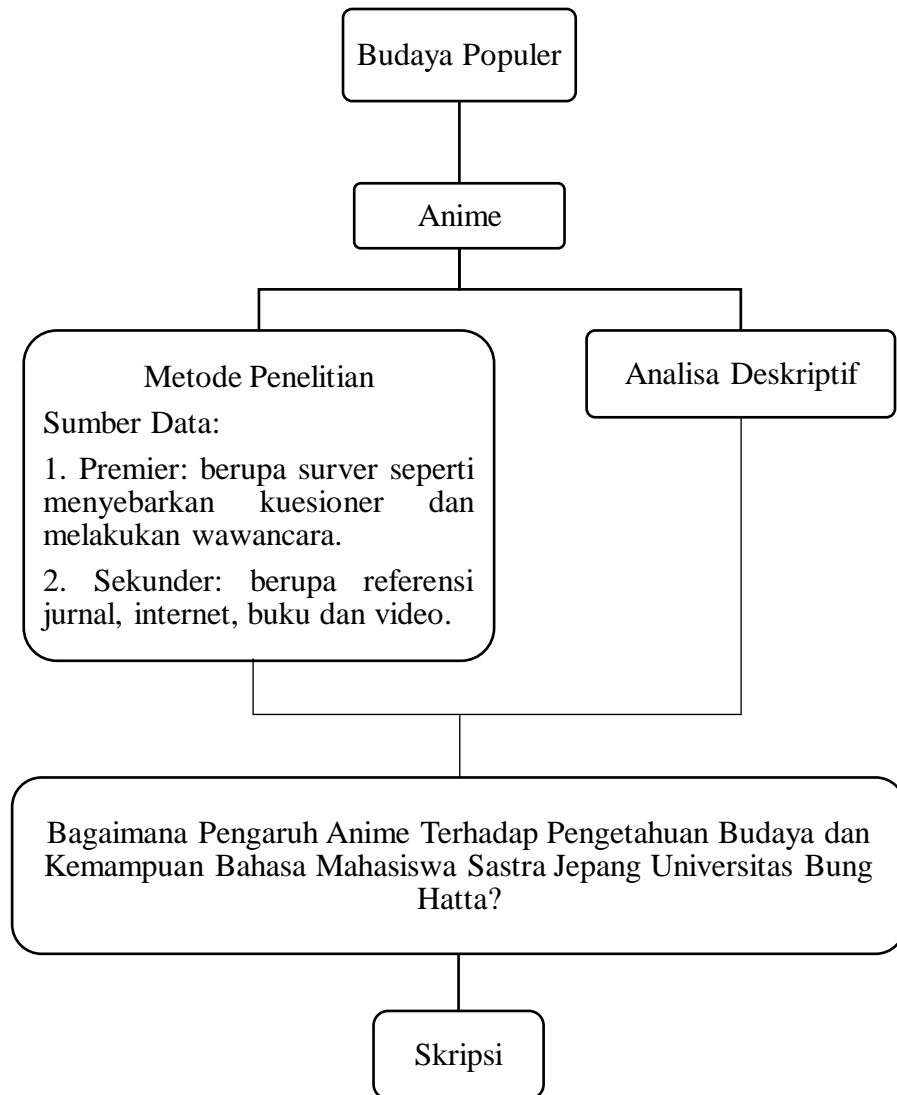 Budaya Populer
Anime
Metode Penelitian
Sumber Data:
1. Premier: berupa surver seperti
menyebarkan kuesioner dan
melakukan wawancara.
2. Sekunder: berupa referensi
jurnal, internet, buku dan video.
Analisa Deskriptif
Bagaimana Pengaruh Anime Terhadap Pengetahuan Budaya dan
Kemampuan Bahasa Mahasiswa Sastra Jepang Universitas Bung
Hatta?
Skripsi